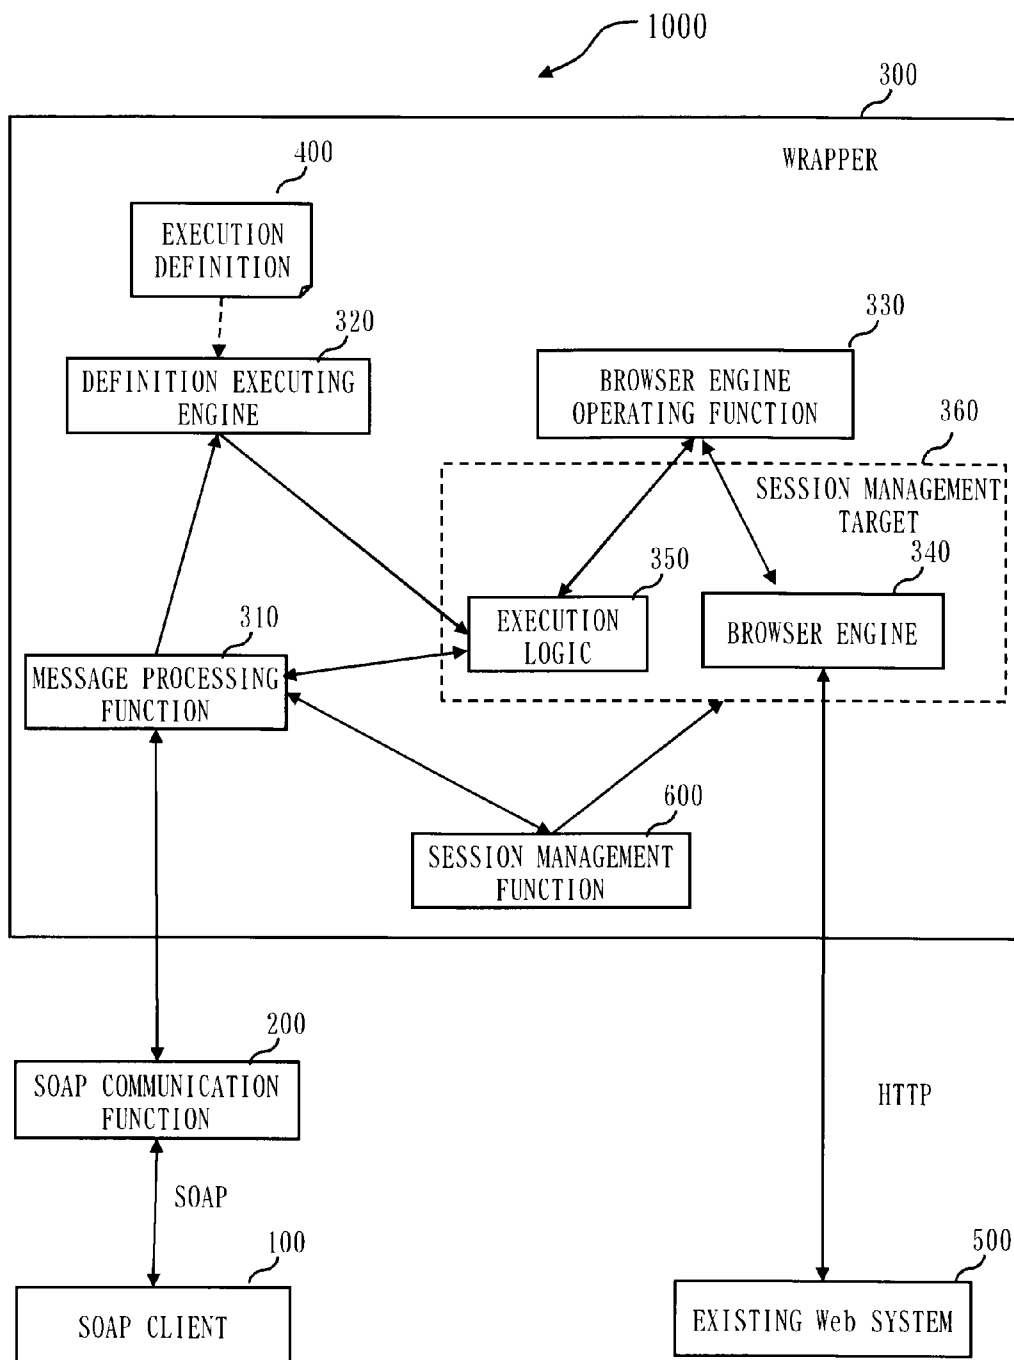 1000
300
WRAPPER
400
EXECUTION
DEFINITION
320
DEFINITION EXECUTING
ENGINE
330
BROWSER ENGINE
OPERATING FUNCTION
360
SESSION MANAGEMENT
TARGET
350
EXECUTION
LOGIC
340
BROWSER ENGINE
310
MESSAGE PROCESSING
FUNCTION
600
SESSION MANAGEMENT
FUNCTION
200
SOAP COMMUNICATION
FUNCTION
HTTP
SOAP
100
SOAP CLIENT
500
EXISTING Web SYSTEM